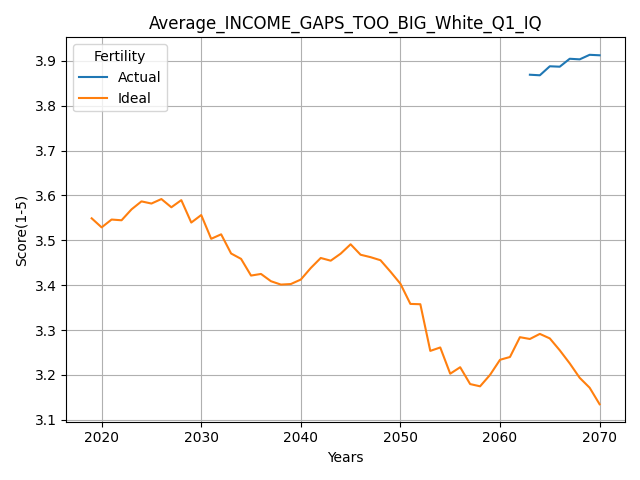 Average_INCOME_GAPS_TOO_BIG_White_Q1_IQ
Fertility
Actual
Ideal
Score(1-5)
3.9
3.8
3.7
3.6
3.5
3.4
3.3
3.2
3.1
2020 2030 2040 2050 2060 2070
Years